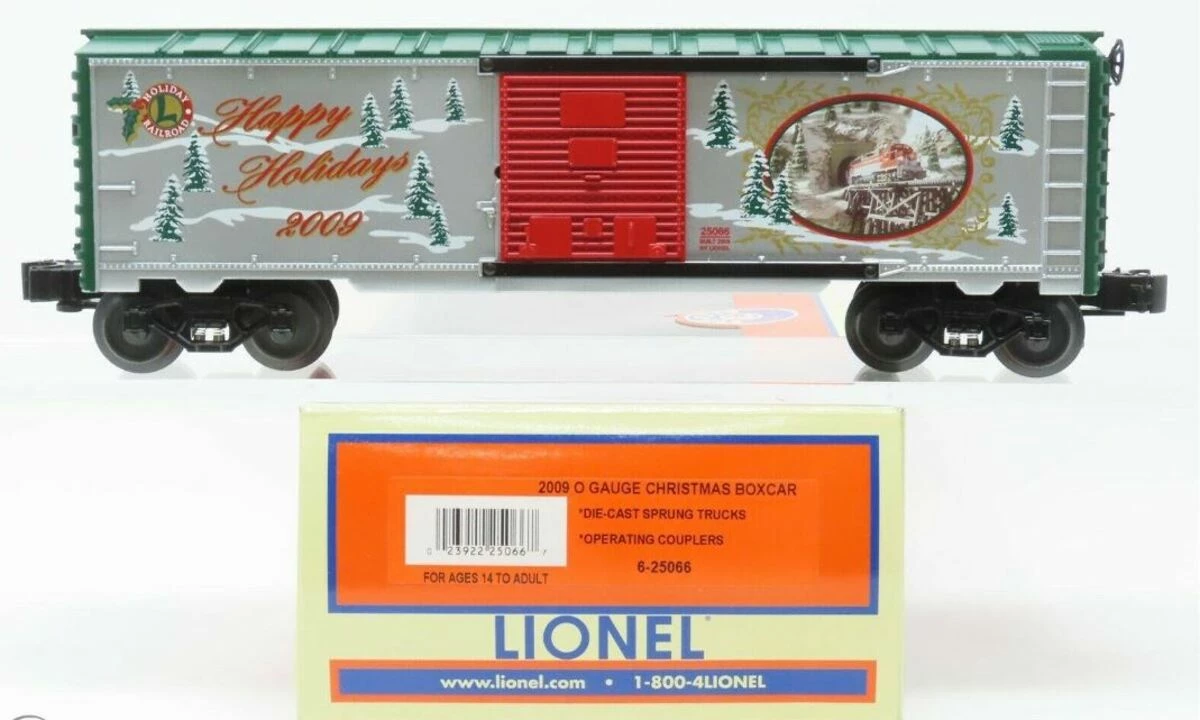 HOLIDAY
L
RAILROAD
Happy
Holidays
2009
25066
BUILT 2009
BY LIONEL
2009 O GAUGE CHRISTMAS BOXCAR
*DIE-CAST SPRUNG TRUCKS
*OPERATING COUPLERS
6-25066
0 23922 25066 7
FOR AGES 14 TO ADULT
LIONEL
www.lionel.com • 1-800-4LIONEL